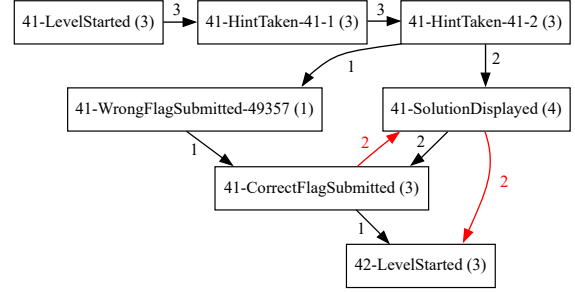 41-LevelStarted (3)
3
41-HintTaken-41-1 (3)
3
41-HintTaken-41-2 (3)
1
2
41-WrongFlagSubmitted-49357 (1)
41-SolutionDisplayed (4)
1
2
2
2
41-CorrectFlagSubmitted (3)
1
42-LevelStarted (3)